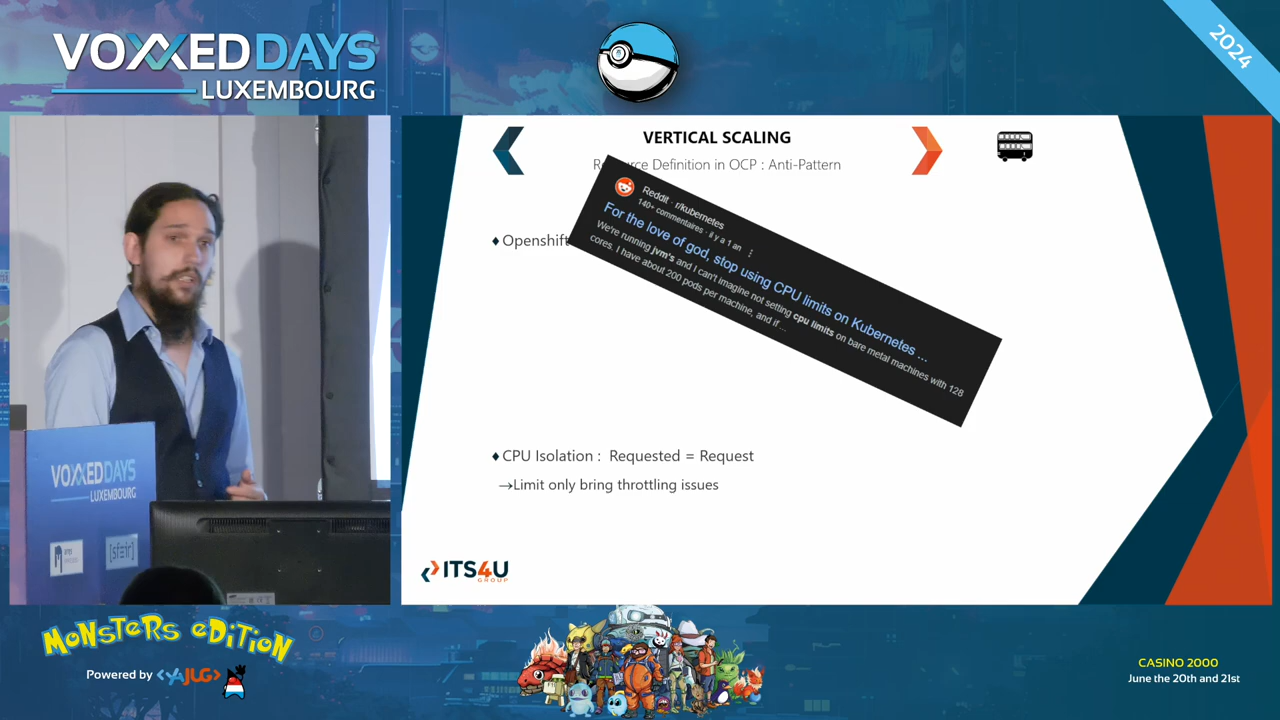 VOXXED DAYS
LUXEMBOURG
2024
VERTICAL SCALING
Resource Definition in OCP : Anti-Pattern
Reddit · r/kubernetes
140+ commentaires · il y a 1 an
For the love of god, stop using CPU limits on Kubernetes ...
We're running jvm's and I can't imagine not setting cpu limits on bare metal machines with 128
cores. I have about 200 pods per machine, and if ...
♦ Openshift
♦ CPU Isolation : Requested = Request
→Limit only bring throttling issues
ITS4U
GROUP
VOXXED DAYS
LUXEMBOURG
[sfeir]
MONSTERS EDITION
Powered by <YAJUG>
CASINO 2000
June the 20th and 21st